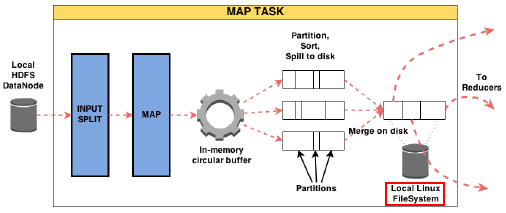 MAP TASK
Local
HDFS
DataNode
INPUT
SPLIT
MAP
In-memory
circular buffer
Partition,
Sort,
Spill to disk
Partitions
Merge on disk
To
Reducers
Local Linux
FileSystem